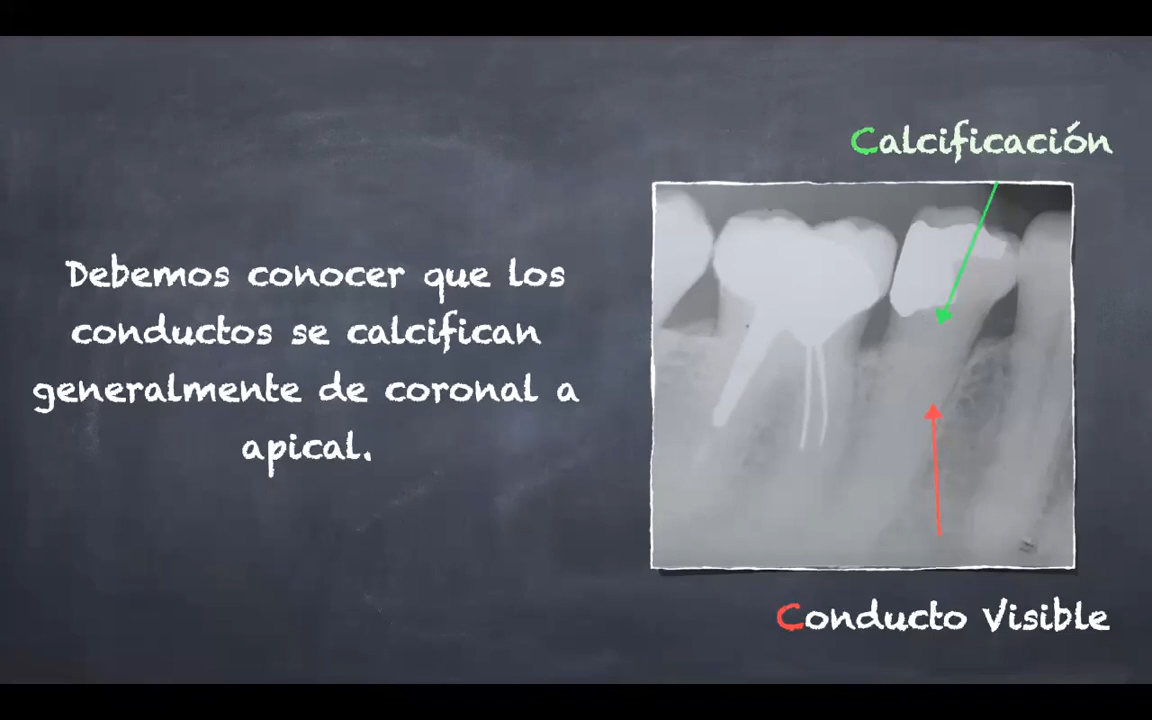 Calcificación
Debemos conocer que los
conductos se calcifican
generalmente de coronal a
apical.
Conducto Visible